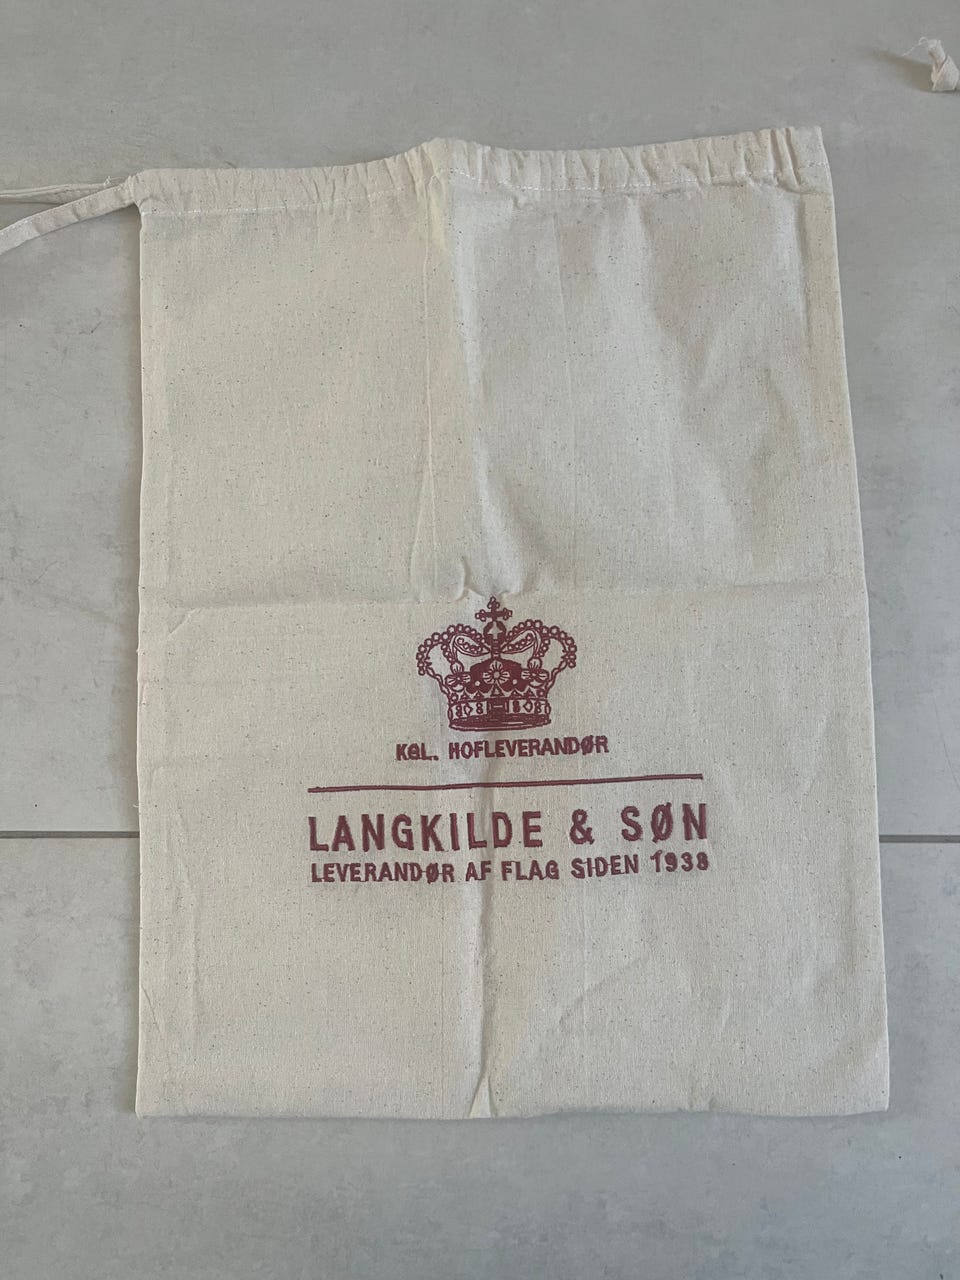 KGL. HOFLEVERANDØR
LANGKILDE & SØN
LEVERANDØR AF FLAG SIDEN 1938